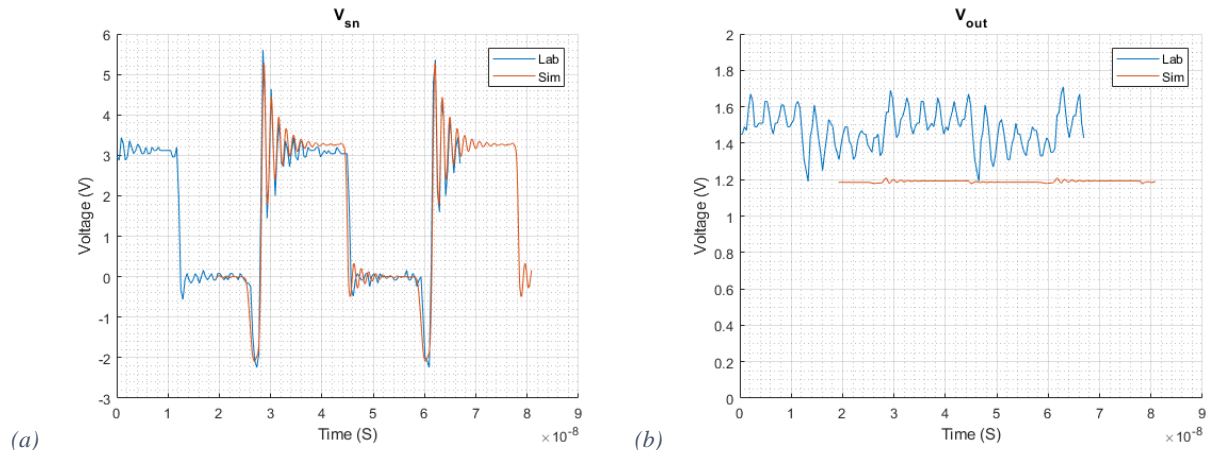 V_sn
6
5
4
3
2
1
0
-1
-2
-3
Voltage (V)
Lab
Sim
0 1 2 3 4 5 6 7 8 9
Time (S)
×10^-8
(a)
V_out
2
1.8
1.6
1.4
1.2
1
0.8
0.6
0.4
0.2
0
Voltage (V)
Lab
Sim
0 1 2 3 4 5 6 7 8 9
Time (S)
×10^-8
(b)